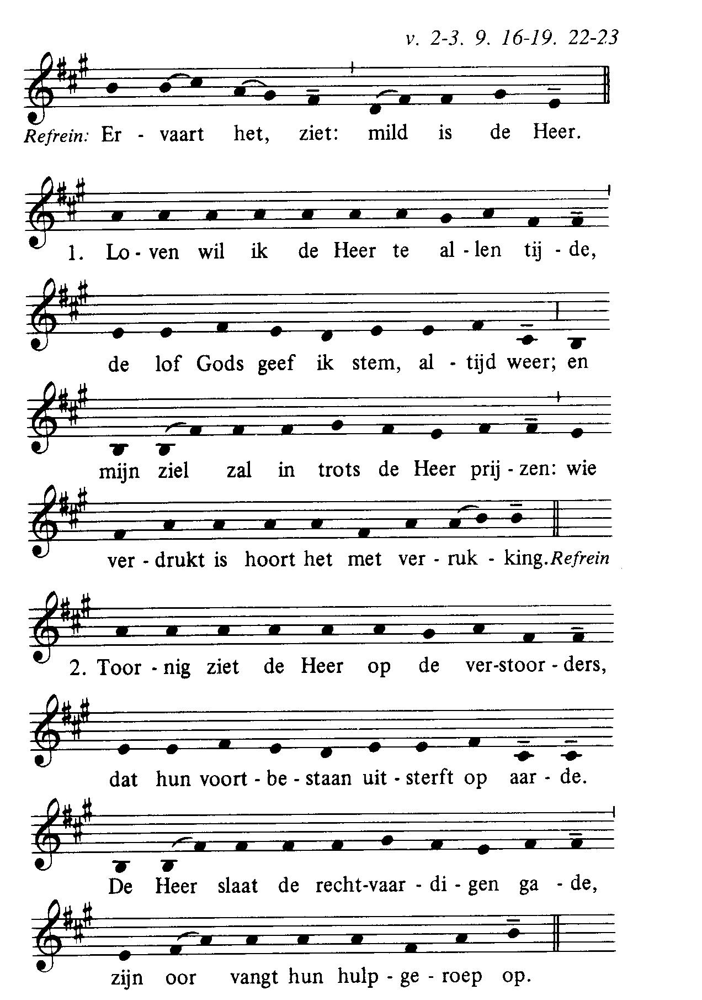 v. 2-3. 9. 16-19. 22-23
Refrein: Er - vaart het, ziet: mild is de Heer.
1. Lo - ven wil ik de Heer te al - len tij - de,
de lof Gods geef ik stem, al - tijd weer; en
mijn ziel zal in trots de Heer prij - zen: wie
ver - drukt is hoort het met ver - ruk - king. Refrein
2. Toor - nig ziet de Heer op de ver-stoor - ders,
dat hun voort - be - staan uit - sterft op aar - de.
De Heer slaat de recht-vaar - di - gen ga - de,
zijn oor vangt hun hulp - ge - roep op.